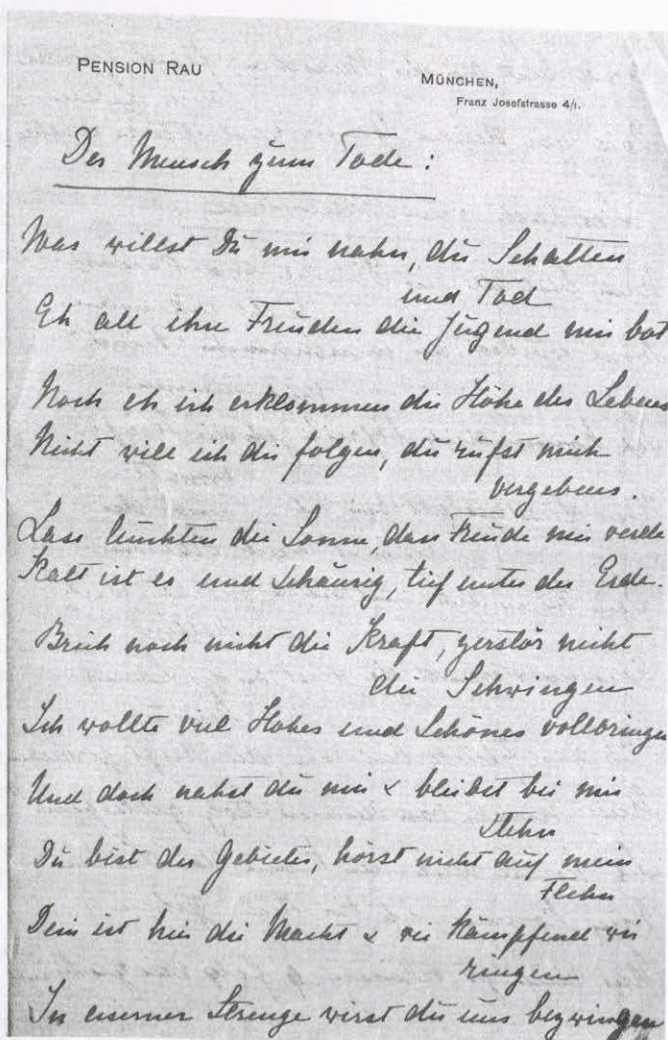 PENSION RAU
MÜNCHEN,
Franz Josefstrasse 4/I.
Der Mensch zum Tode:
Was willst Du mir nahn, du Schatten
und Tod
Eh all ihre Freuden die Jugend mir bot
Noch eh ich erklommen die Höhe des Lebens
Nicht will ich dir folgen, du rufst mich
vergebens.
Lass leuchten die Sonne, dass Freude mir werde
Kalt ist es und schaurig, tief unter der Erde.
Brich noch nicht die Kraft, zerstör nicht
die Schwingen
Ich wollte viel Hohes und Schönes vollbringen
Und doch nahst du mir & bleibst bei mir
stehn
Du bist der Gebieter, hörst nicht auf mein
Flehn
Dein ist hier die Macht & wie kämpfend wir
ringen
In eiserner Strenge wirst du uns bezwingen